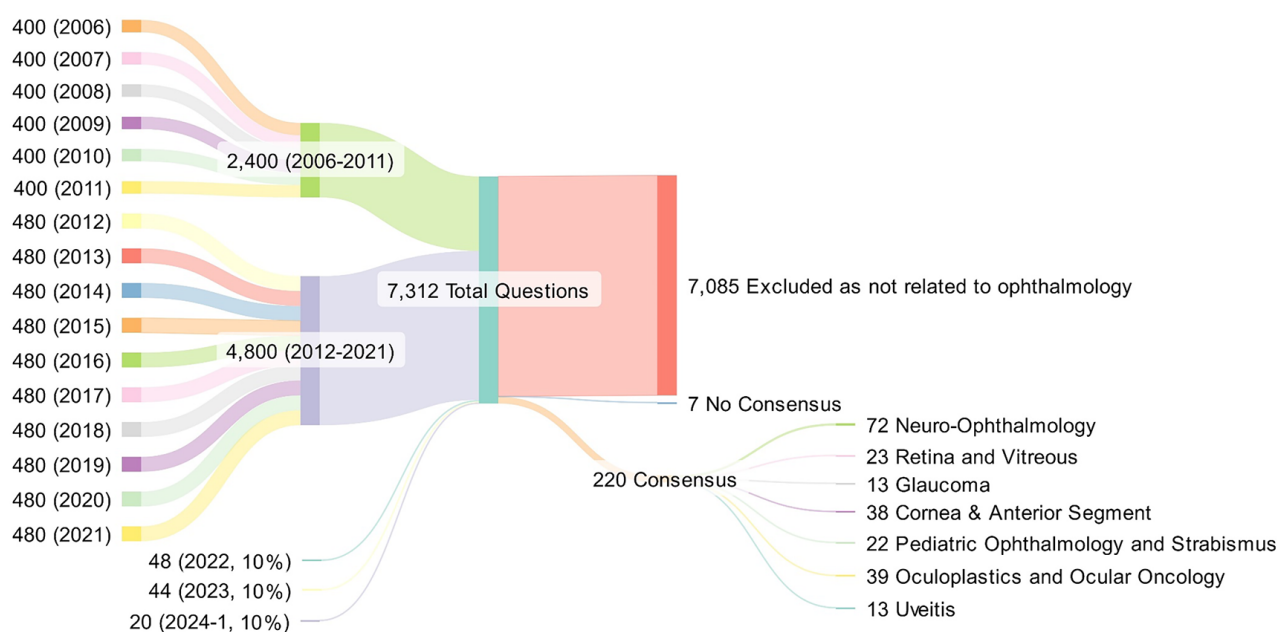 400 (2006)
400 (2007)
400 (2008)
400 (2009)
400 (2010)
400 (2011)
480 (2012)
480 (2013)
480 (2014)
480 (2015)
480 (2016)
480 (2017)
480 (2018)
480 (2019)
480 (2020)
480 (2021)
48 (2022, 10%)
44 (2023, 10%)
20 (2024-1, 10%)
2,400 (2006-2011)
4,800 (2012-2021)
7,312 Total Questions
7,085 Excluded as not related to ophthalmology
7 No Consensus
220 Consensus
72 Neuro-Ophthalmology
23 Retina and Vitreous
13 Glaucoma
38 Cornea & Anterior Segment
22 Pediatric Ophthalmology and Strabismus
39 Oculoplastics and Ocular Oncology
13 Uveitis